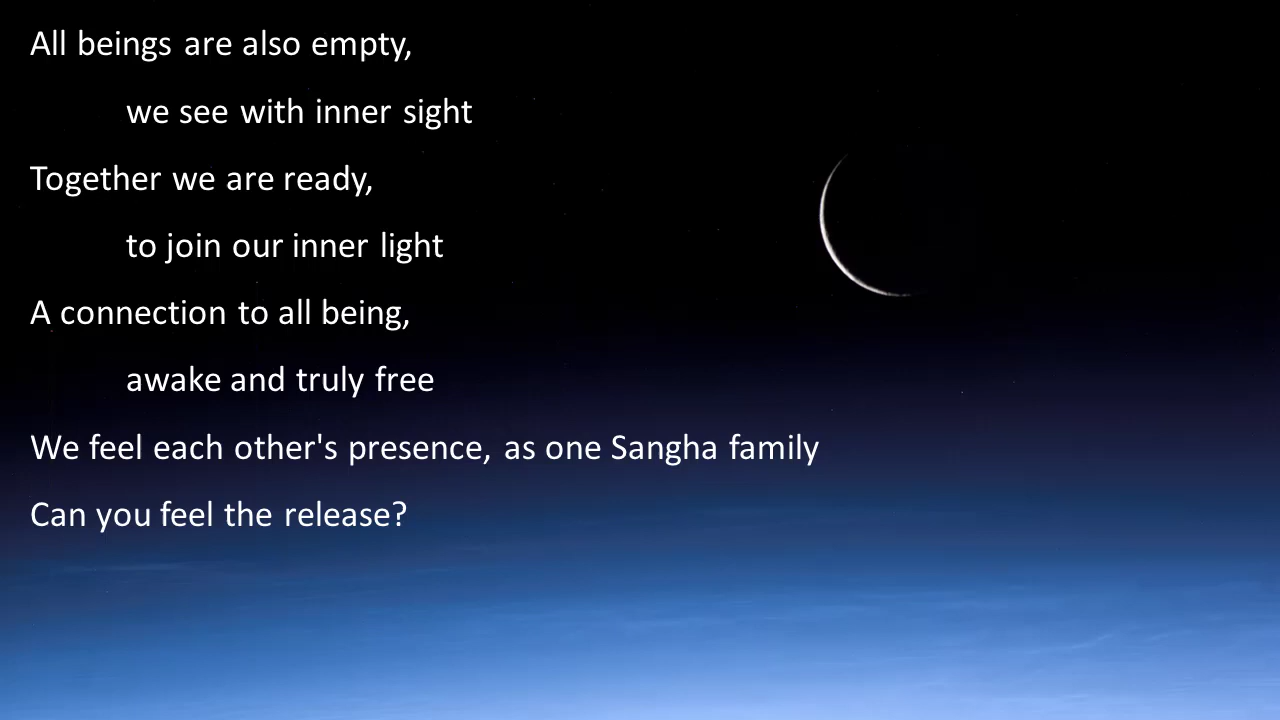 All beings are also empty,
we see with inner sight
Together we are ready,
to join our inner light
A connection to all being,
awake and truly free
We feel each other's presence, as one Sangha family
Can you feel the release?